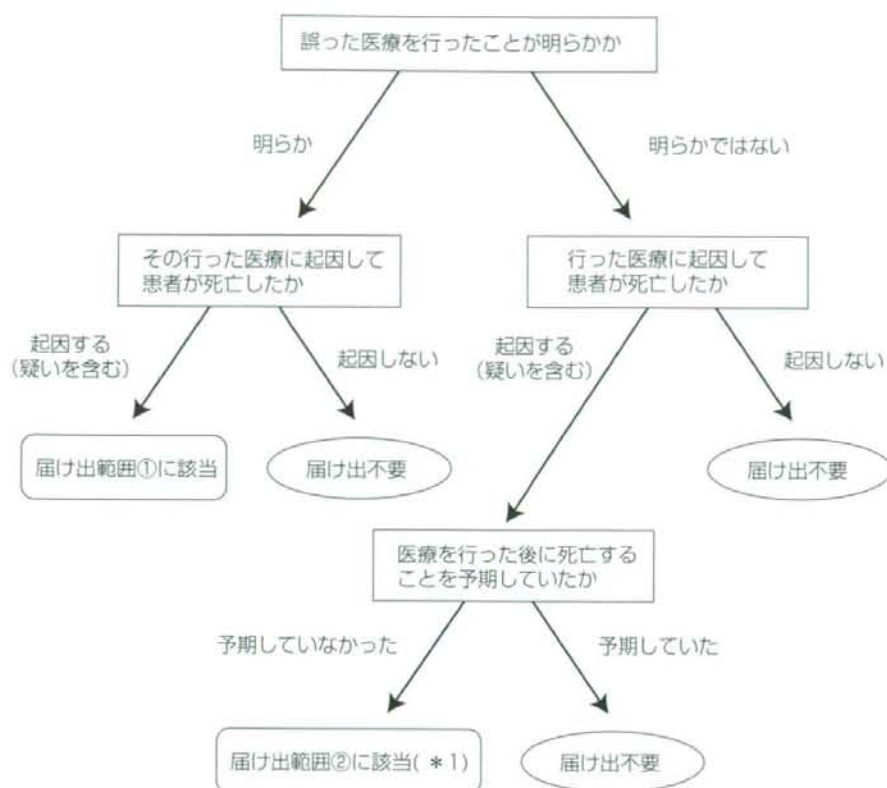 誤った医療を行ったことが明らかか
明らか
明らかではない
その行った医療に起因して
患者が死亡したか
行った医療に起因して
患者が死亡したか
起因する
(疑いを含む)
起因しない
起因する
(疑いを含む)
起因しない
届け出範囲①に該当
届け出不要
届け出不要
医療を行った後に死亡する
ことを予期していたか
予期していなかった
予期していた
届け出範囲②に該当(＊1)
届け出不要